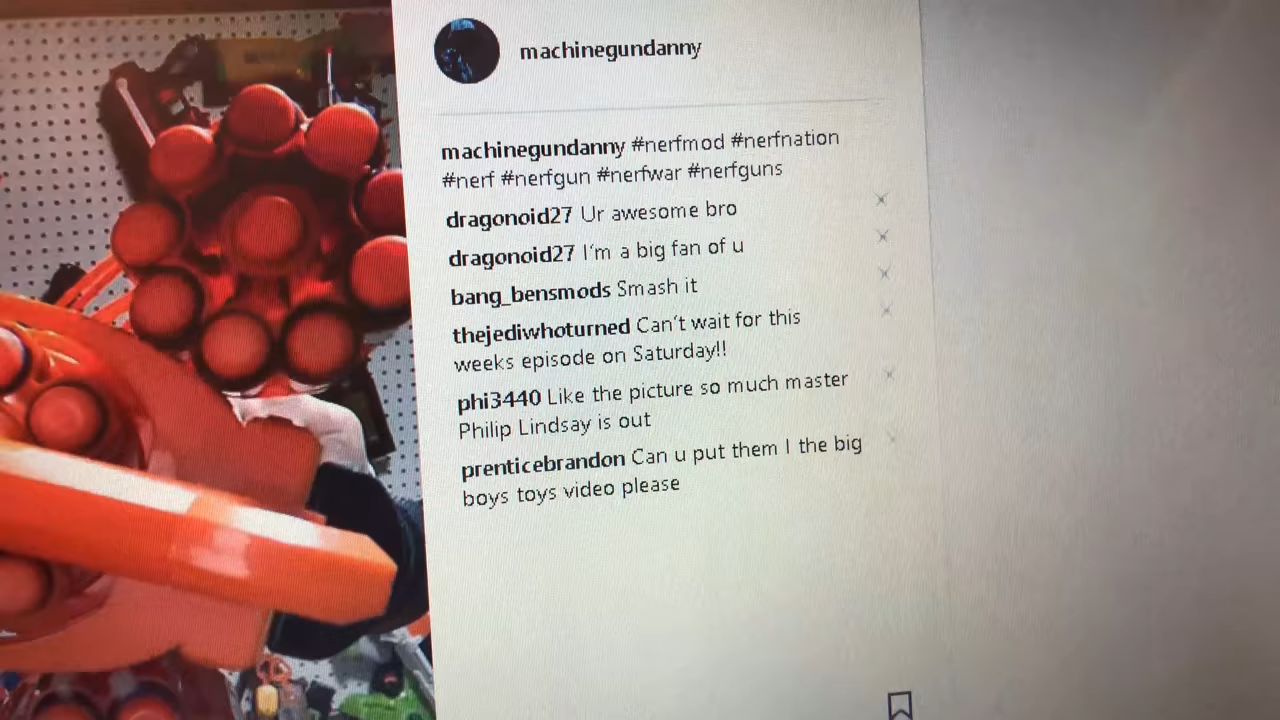 machinegundanny
machinegundanny #nerfmod #nerfnation
#nerf #nerfgun #nerfwar #nerfguns
dragonoid27 Ur awesome bro
dragonoid27 I'm a big fan of u
bang_bensmods Smash it
thejediwhoturned Can't wait for this
weeks episode on Saturday!!
phi3440 Like the picture so much master
Philip Lindsay is out
prenticebrandon Can u put them I the big
boys toys video please